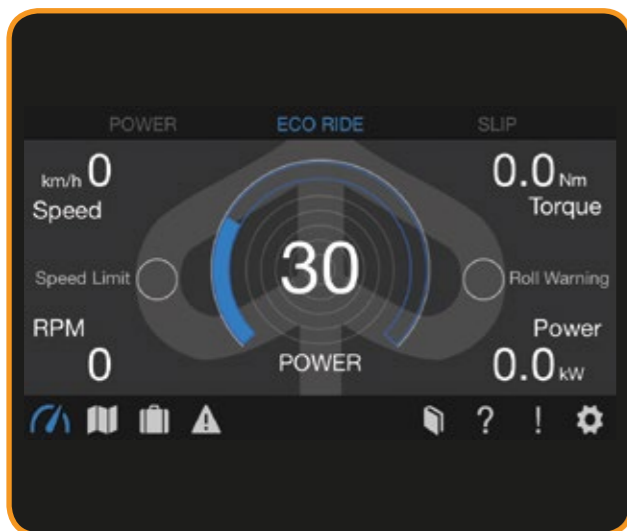 POWER ECO RIDE SLIP
km/h 0 0.0 Nm
Speed Torque
30
Speed Limit Roll Warning
RPM Power
POWER
0 0.0 kW
? !